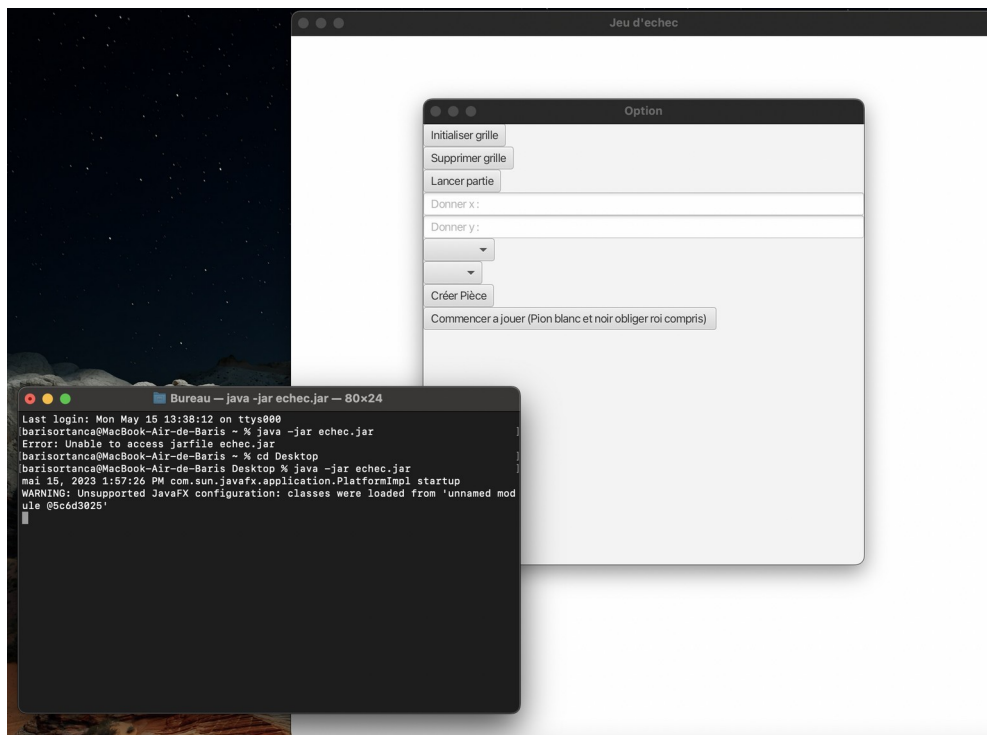 Jeu d'echec
Option
Initialiser grille
Supprimer grille
Lancer partie
Donner x :
Donner y :
Créer Pièce
Commencer a jouer (Pion blanc et noir obliger roi compris)
Bureau — java -jar echec.jar — 80×24
Last login: Mon May 15 13:38:12 on ttys000
[barisortanca@MacBook-Air-de-Baris ~ % java -jar echec.jar ]
Error: Unable to access jarfile echec.jar
[barisortanca@MacBook-Air-de-Baris ~ % cd Desktop ]
[barisortanca@MacBook-Air-de-Baris Desktop % java -jar echec.jar ]
mai 15, 2023 1:57:26 PM com.sun.javafx.application.PlatformImpl startup
WARNING: Unsupported JavaFX configuration: classes were loaded from 'unnamed mod
ule @5c6d3025'